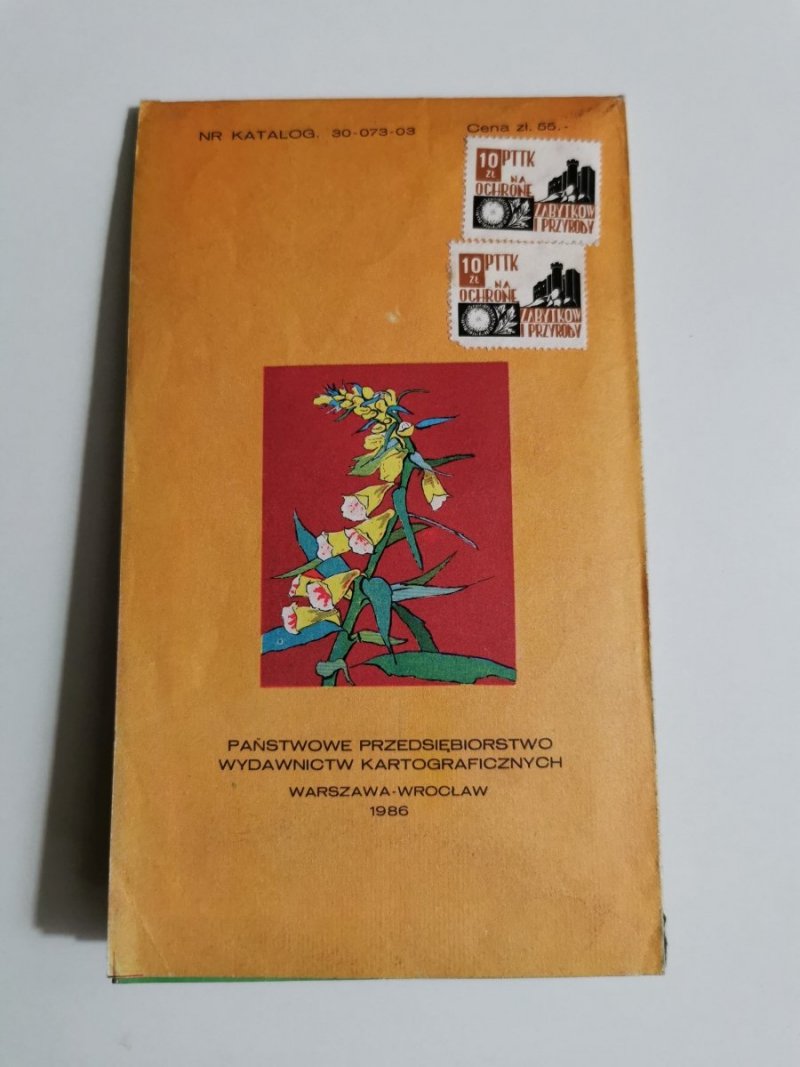 NR KATALOG. 30-073-03
Cena zł. 55.-
10 PTTK
ZŁ NA
OCHRONĘ
ZABYTKÓW
I PRZYRODY
10 PTTK
ZŁ NA
OCHRONĘ
ZABYTKÓW
I PRZYRODY
PAŃSTWOWE PRZEDSIĘBIORSTWO
WYDAWNICTW KARTOGRAFICZNYCH
WARSZAWA-WROCŁAW
1986